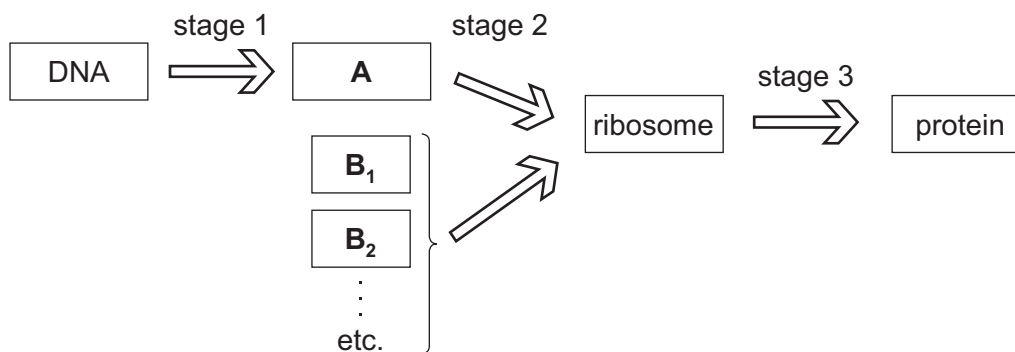 stage 1
stage 2
DNA
A
stage 3
ribosome
protein
B₁
B₂
etc.